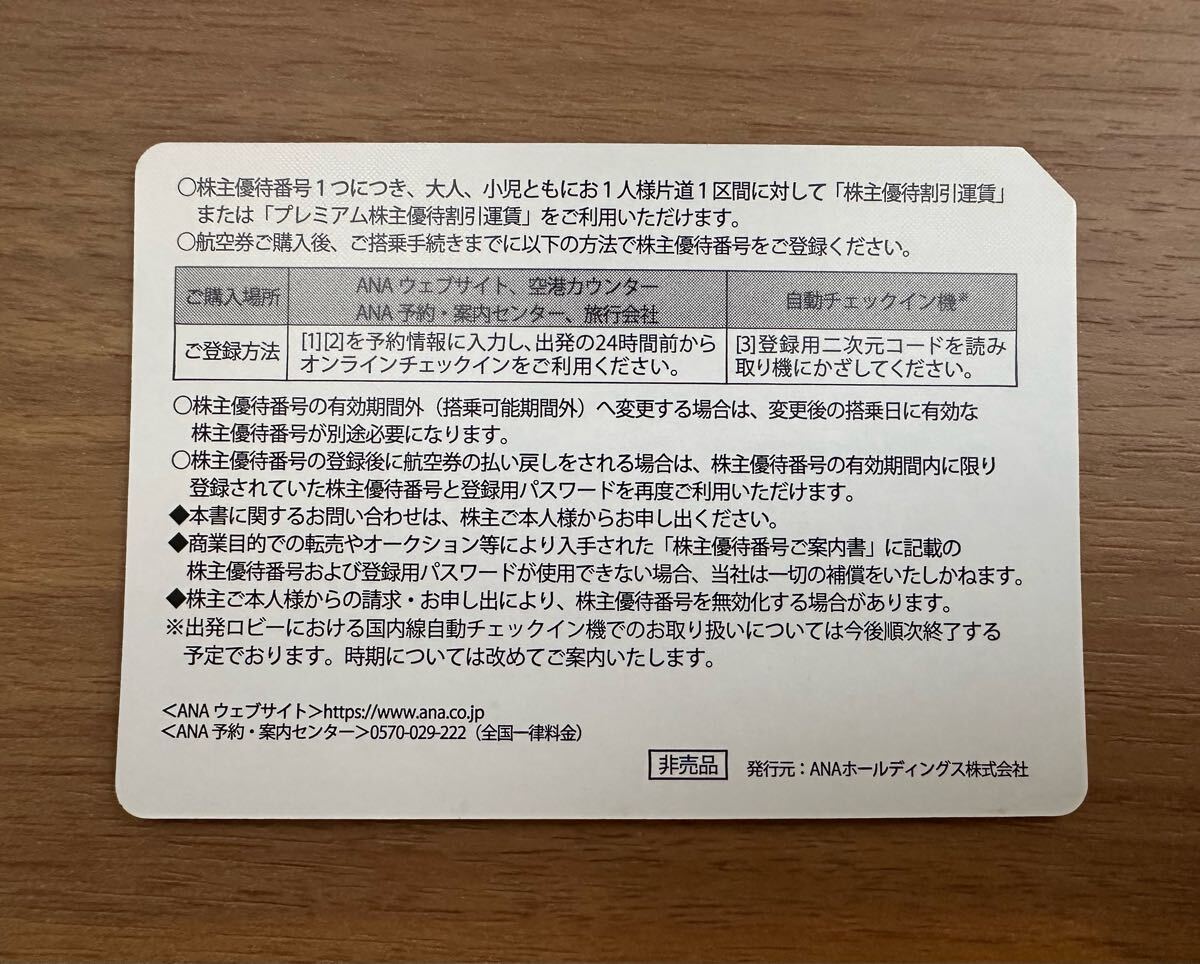 ○株主優待番号1つにつき、大人、小児ともにお1人様片道1区間に対して「株主優待割引運賃」
または「プレミアム株主優待割引運賃」をご利用いただけます。
○航空券ご購入後、ご搭乗手続きまでに以下の方法で株主優待番号をご登録ください。
ご購入場所
ANA ウェブサイト、空港カウンター
ANA 予約・案内センター、旅行会社
自動チェックイン機※
ご登録方法
[1][2]を予約情報に入力し、出発の24時間前から
オンラインチェックインをご利用ください。
[3]登録用二次元コードを読み
取り機にかざしてください。
○株主優待番号の有効期間外（搭乗可能期間外）へ変更する場合は、変更後の搭乗日に有効な
株主優待番号が別途必要になります。
○株主優待番号の登録後に航空券の払い戻しをされる場合は、株主優待番号の有効期間内に限り
登録されていた株主優待番号と登録用パスワードを再度ご利用いただけます。
◆本書に関するお問い合わせは、株主ご本人様からお申し出ください。
◆商業目的での転売やオークション等により入手された「株主優待番号ご案内書」に記載の
株主優待番号および登録用パスワードが使用できない場合、当社は一切の補償をいたしかねます。
◆株主ご本人様からの請求・お申し出により、株主優待番号を無効化する場合があります。
※出発ロビーにおける国内線自動チェックイン機でのお取り扱いについては今後順次終了する
予定でおります。時期については改めてご案内いたします。
<ANA ウェブサイト>https://www.ana.co.jp
<ANA 予約・案内センター>0570-029-222（全国一律料金）
非売品
発行元：ANAホールディングス株式会社